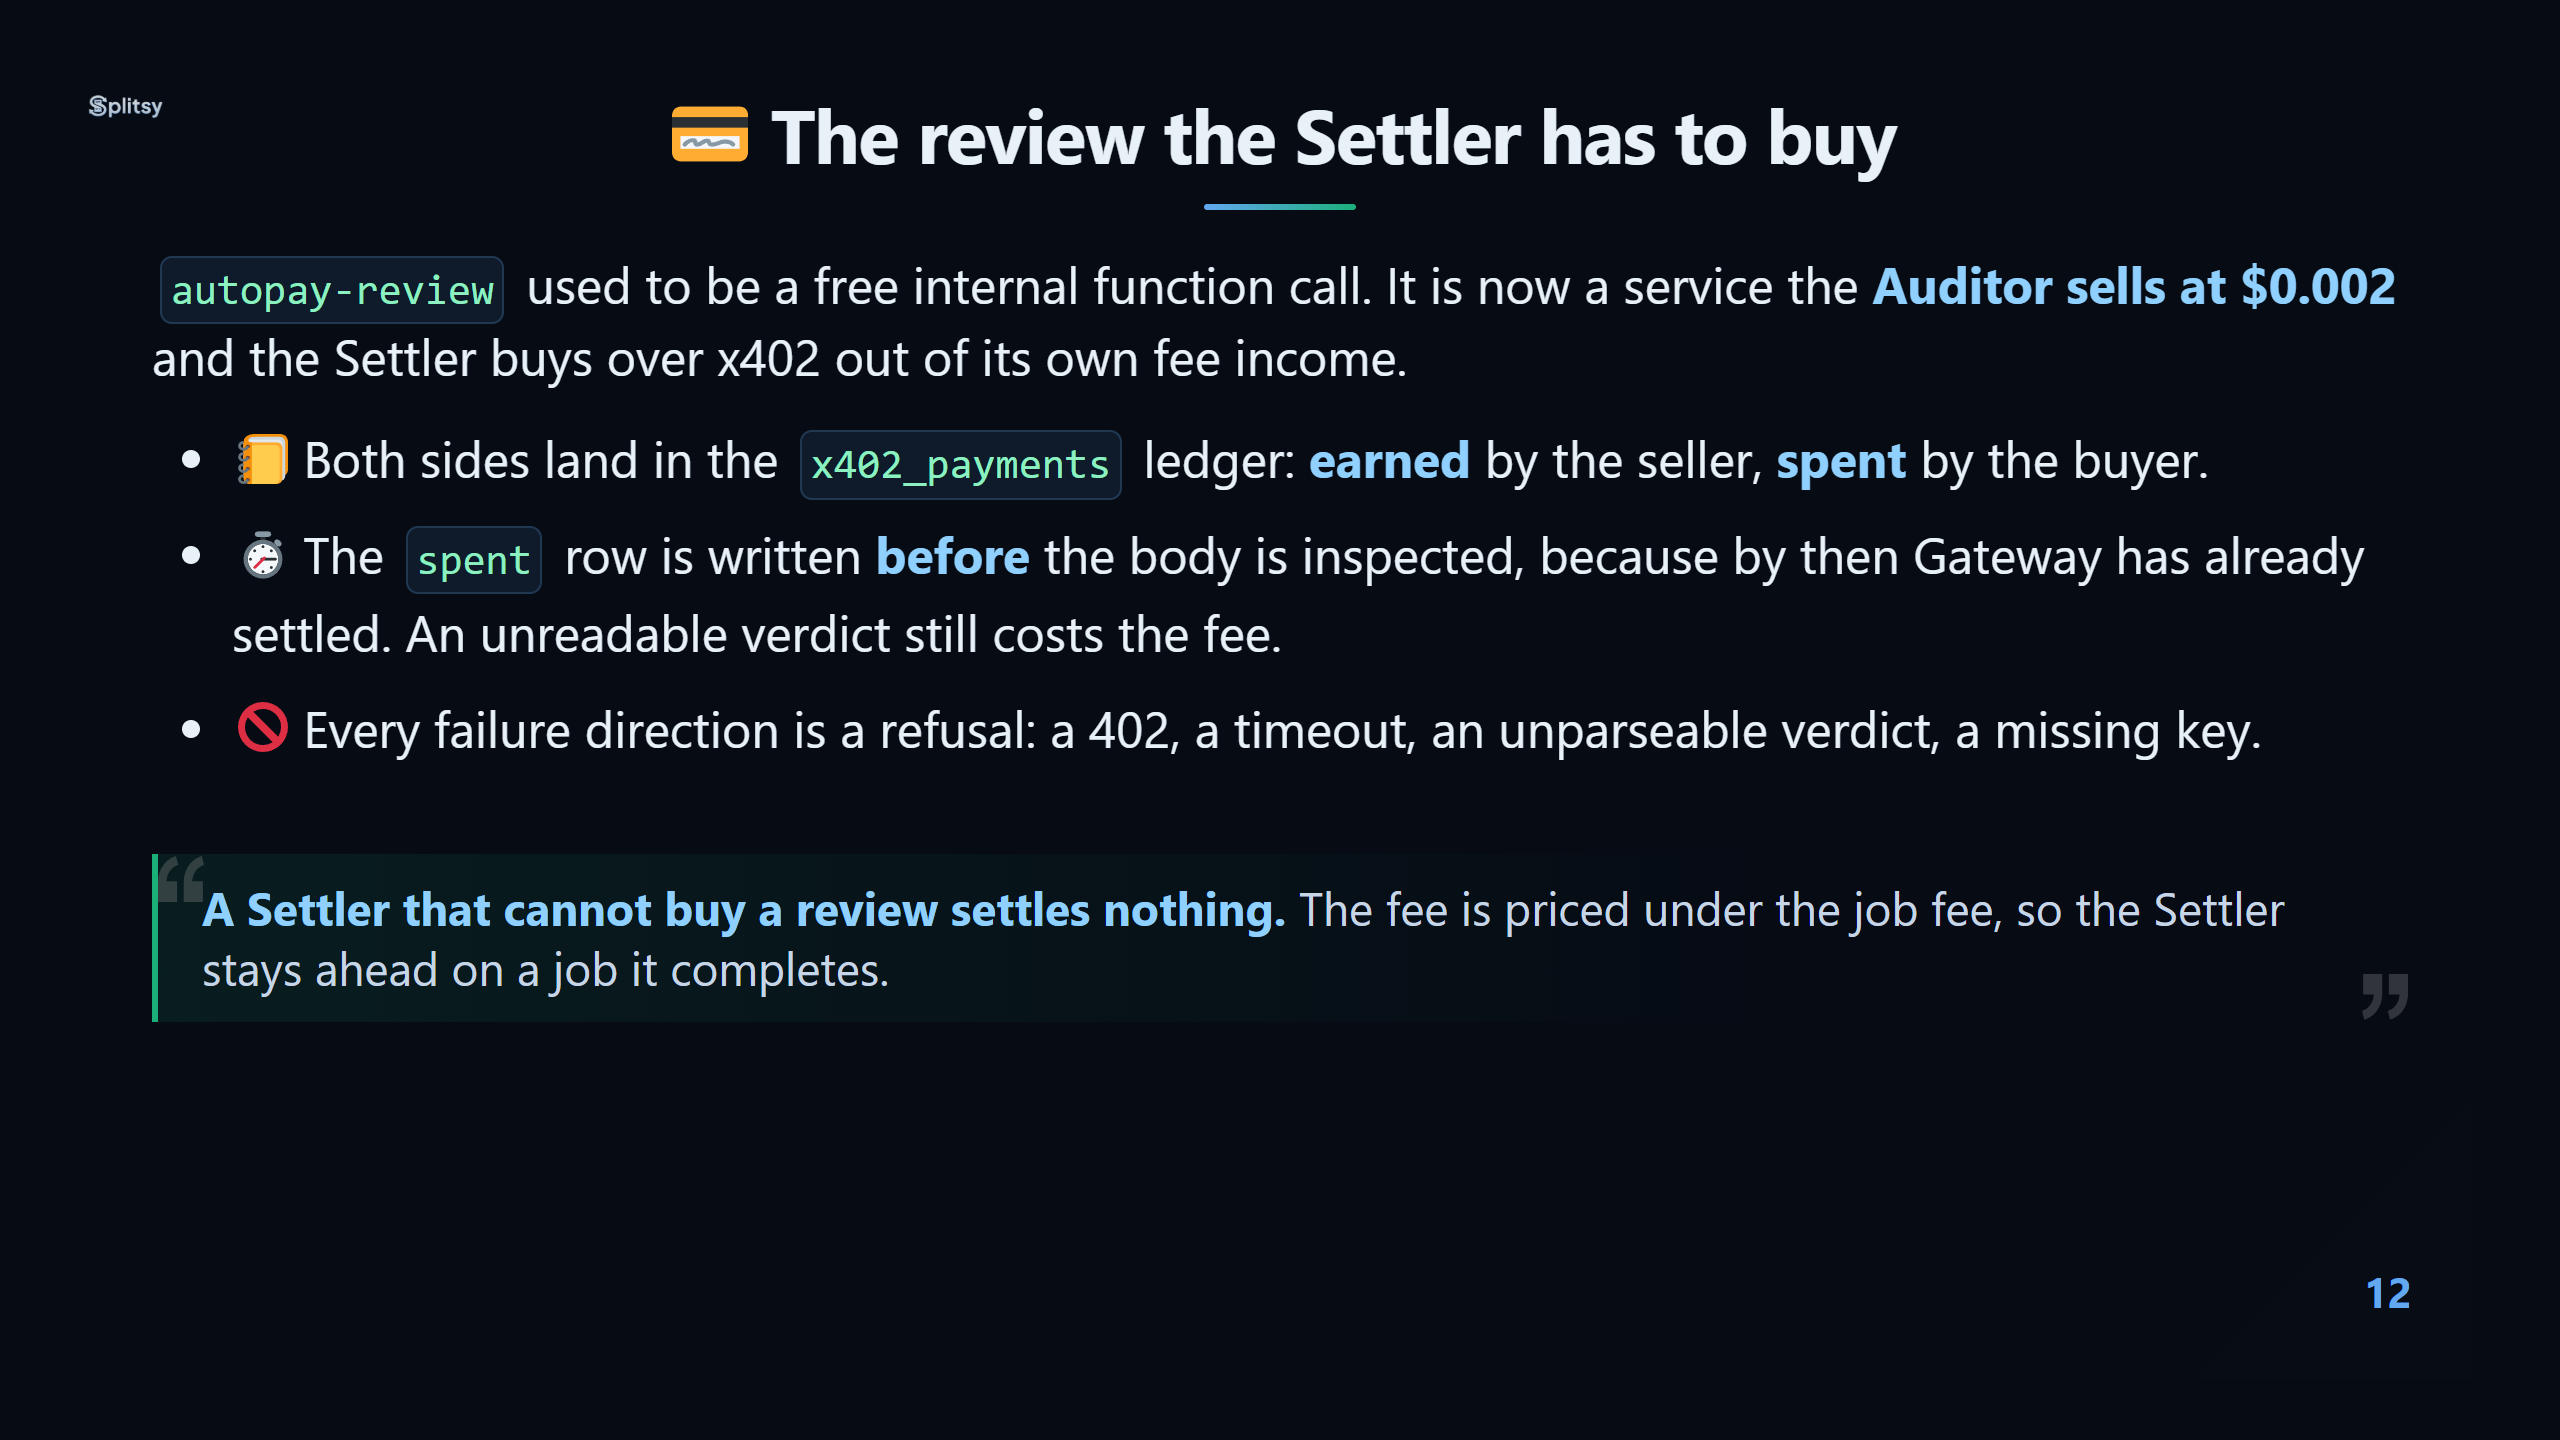 Splitsy
💳 The review the Settler has to buy
autopay-review used to be a free internal function call. It is now a service the Auditor sells at $0.002
and the Settler buys over x402 out of its own fee income.
• 📒 Both sides land in the x402_payments ledger: earned by the seller, spent by the buyer.
• ⏱️ The spent row is written before the body is inspected, because by then Gateway has already
settled. An unreadable verdict still costs the fee.
• 🚫 Every failure direction is a refusal: a 402, a timeout, an unparseable verdict, a missing key.
“A Settler that cannot buy a review settles nothing. The fee is priced under the job fee, so the Settler
stays ahead on a job it completes.”
12